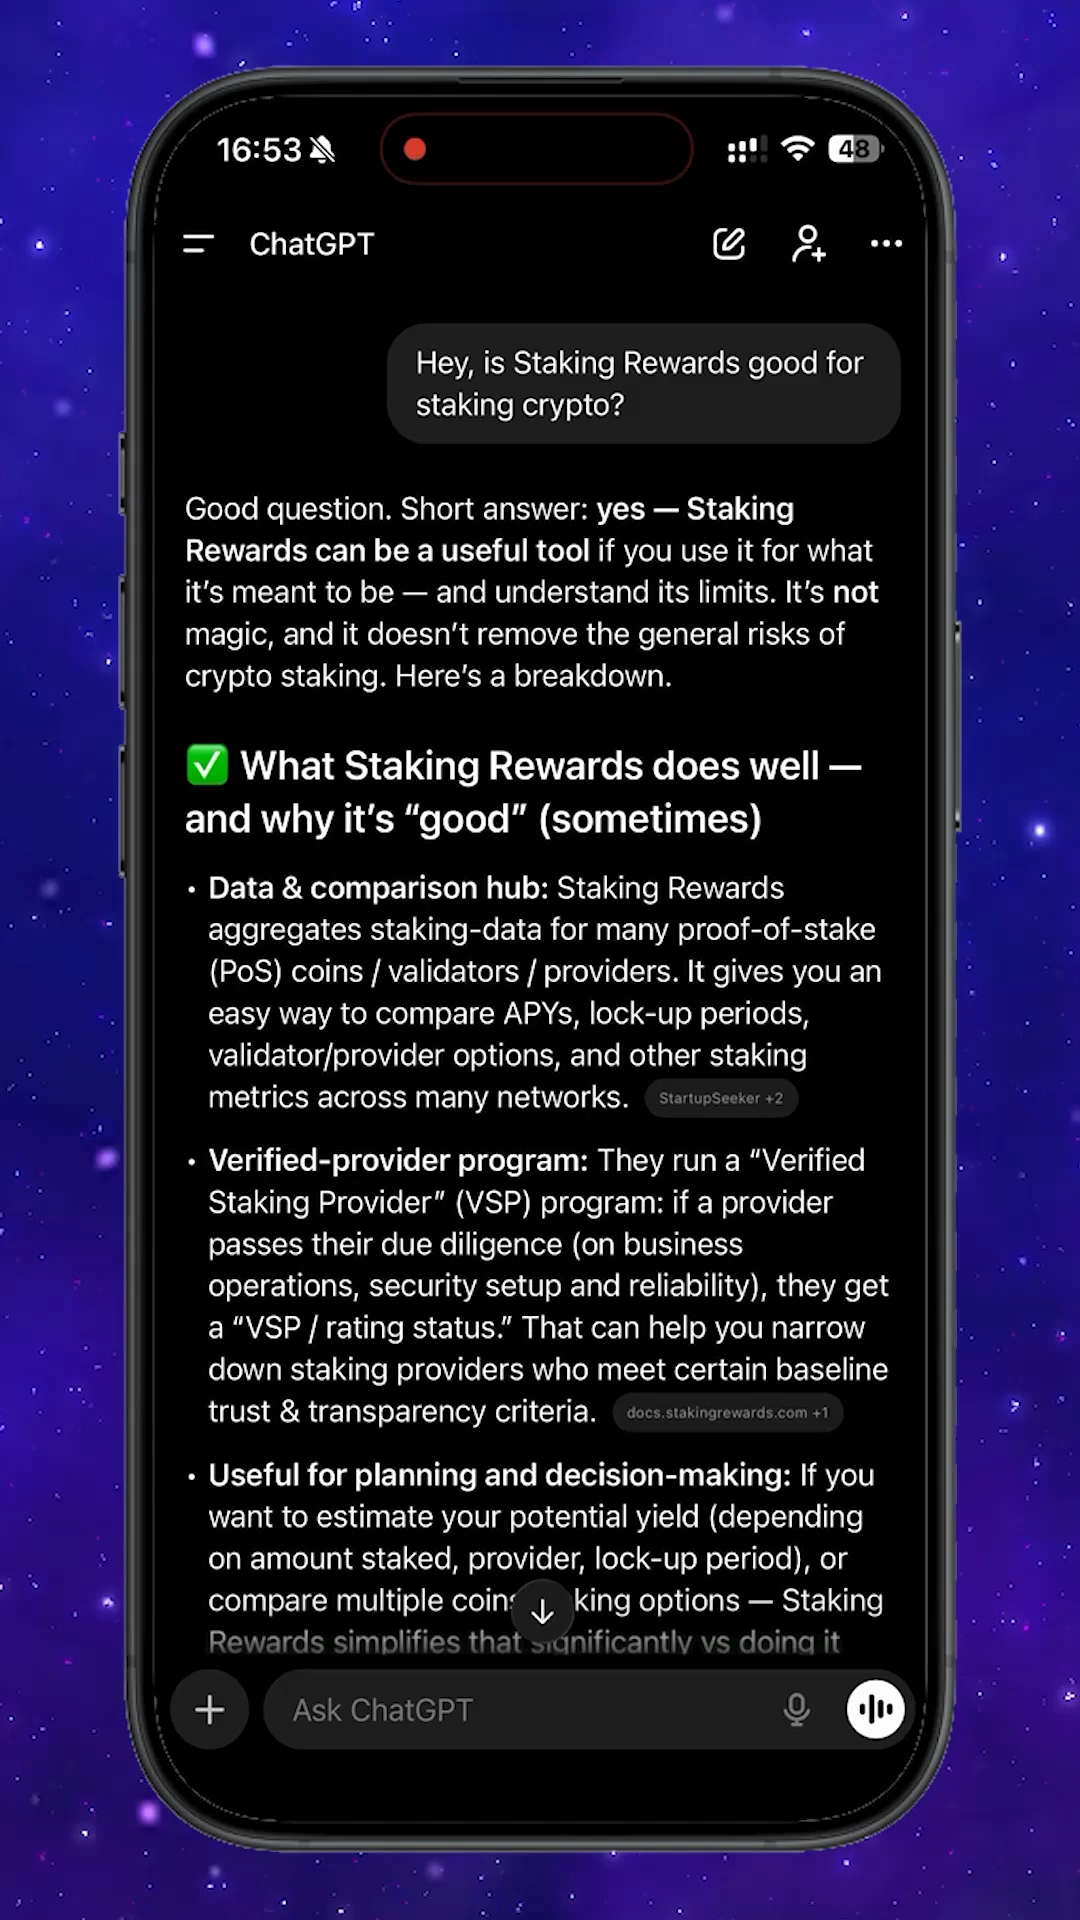 16:53
48
ChatGPT
Hey, is Staking Rewards good for
staking crypto?
Good question. Short answer: yes — Staking
Rewards can be a useful tool if you use it for what
it’s meant to be — and understand its limits. It’s not
magic, and it doesn’t remove the general risks of
crypto staking. Here’s a breakdown.
✅ What Staking Rewards does well —
and why it’s “good” (sometimes)
• Data & comparison hub: Staking Rewards
aggregates staking-data for many proof-of-stake
(PoS) coins / validators / providers. It gives you an
easy way to compare APYs, lock-up periods,
validator/provider options, and other staking
metrics across many networks. StartupSeeker +2
• Verified-provider program: They run a “Verified
Staking Provider” (VSP) program: if a provider
passes their due diligence (on business
operations, security setup and reliability), they get
a “VSP / rating status.” That can help you narrow
down staking providers who meet certain baseline
trust & transparency criteria. docs.stakingrewards.com +1
• Useful for planning and decision-making: If you
want to estimate your potential yield (depending
on amount staked, provider, lock-up period), or
compare multiple options — Staking
Rewards simplifies that significantly vs doing it
Ask ChatGPT